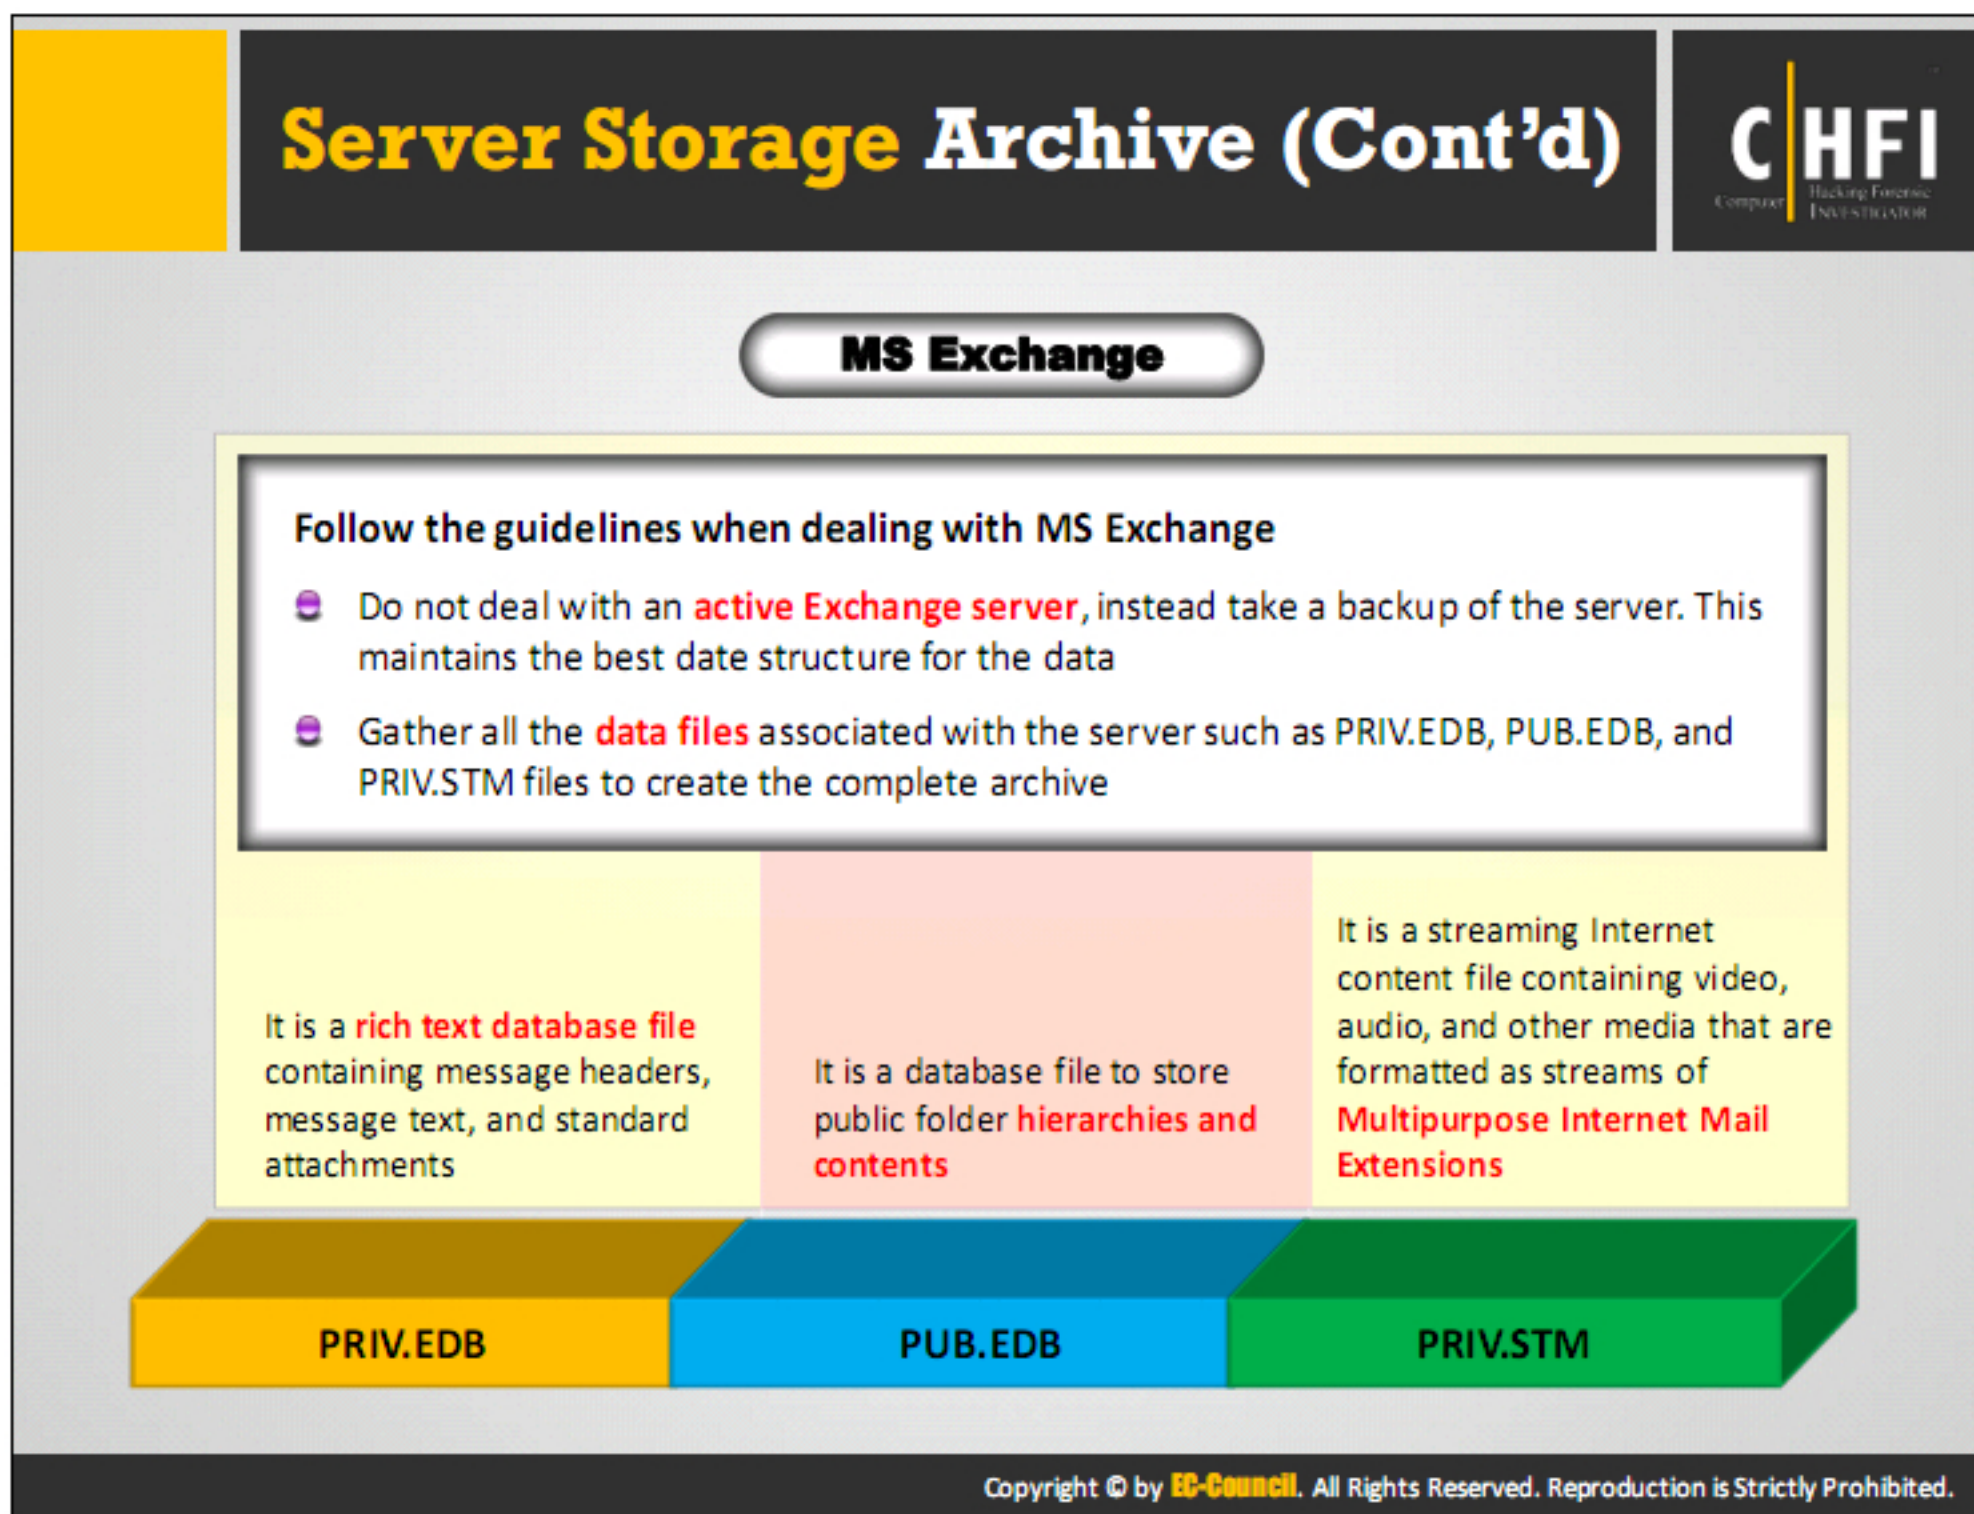 Server Storage Archive (Cont'd)
C HFI
Computer
Hacking Forensic
INVESTIGATOR
MS Exchange
Follow the guidelines when dealing with MS Exchange
Do not deal with an active Exchange server, instead take a backup of the server. This
maintains the best date structure for the data
Gather all the data files associated with the server such as PRIV.EDB, PUB.EDB, and
PRIV.STM files to create the complete archive
It is a rich text database file
containing message headers,
message text, and standard
attachments
It is a database file to store
public folder hierarchies and
contents
It is a streaming Internet
content file containing video,
audio, and other media that are
formatted as streams of
Multipurpose Internet Mail
Extensions
PRIV.EDB
PUB.EDB
PRIV.STM
Copyright © by EC-Council. All Rights Reserved. Reproduction is Strictly Prohibited.